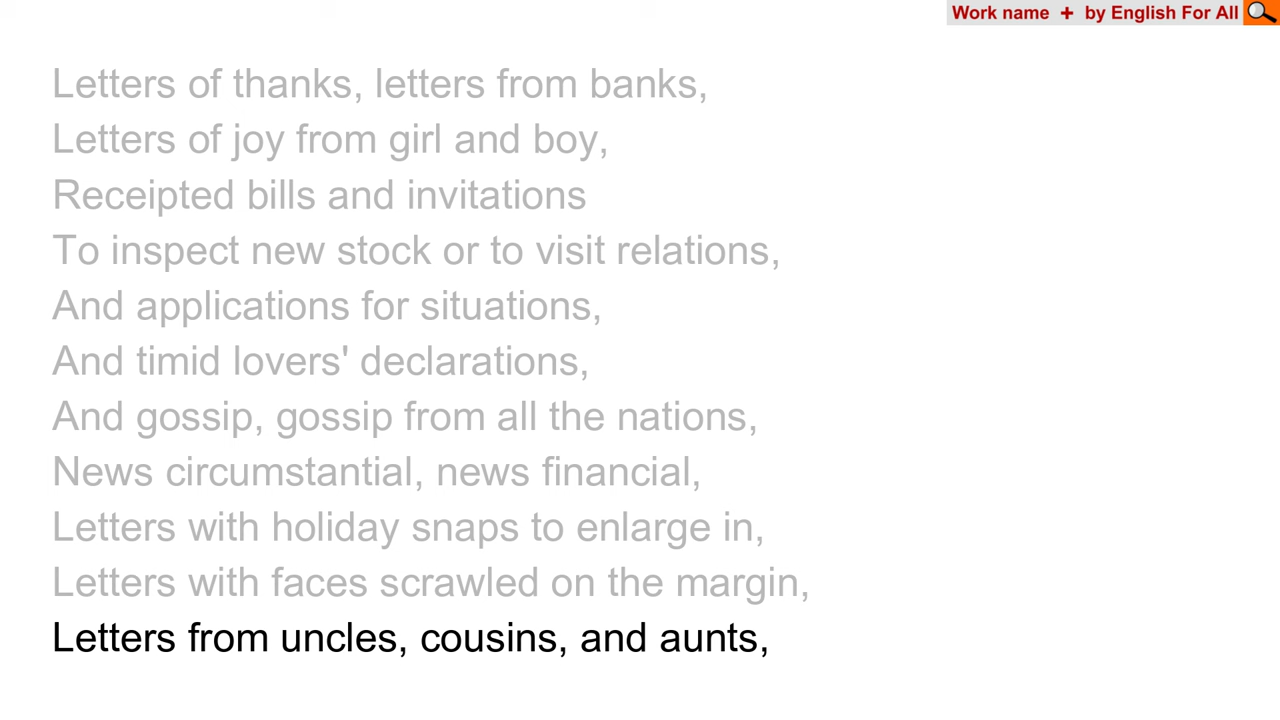 Work name + by English For All
Letters of thanks, letters from banks,
Letters of joy from girl and boy,
Receipted bills and invitations
To inspect new stock or to visit relations,
And applications for situations,
And timid lovers' declarations,
And gossip, gossip from all the nations,
News circumstantial, news financial,
Letters with holiday snaps to enlarge in,
Letters with faces scrawled on the margin,
Letters from uncles, cousins, and aunts,